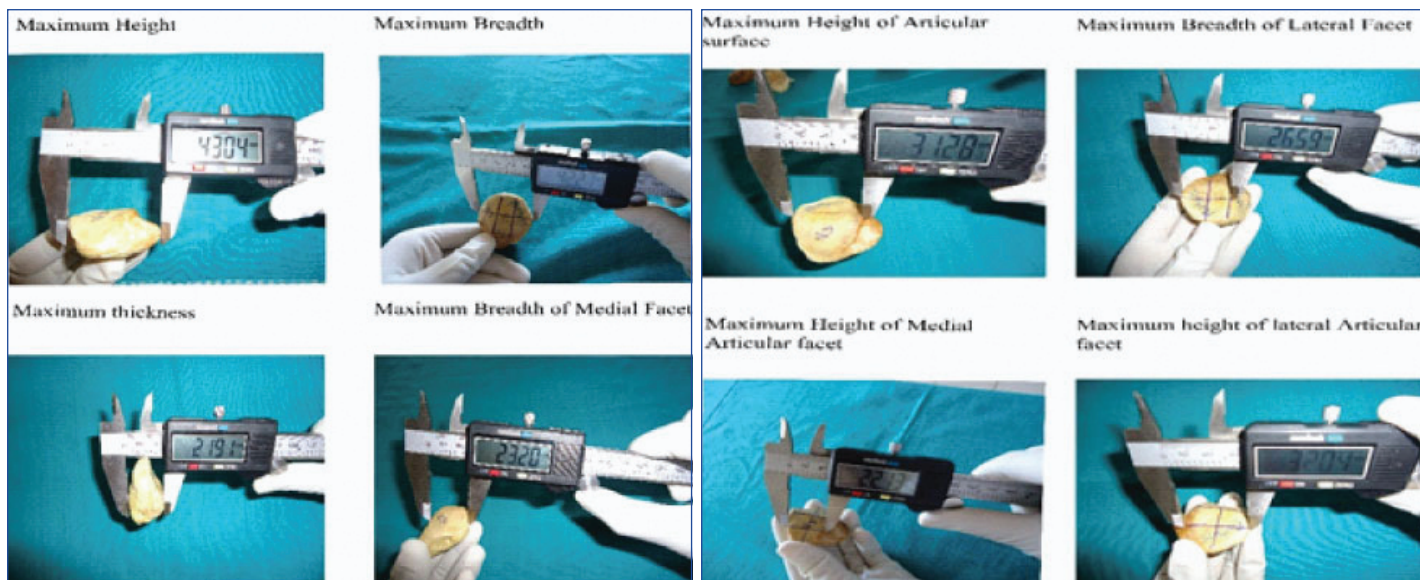 Maximum Height
Maximum Breadth
4304
Maximum thickness
Maximum Breadth of Medial Facet
2191
2320
Maximum Height of Articular
surface
Maximum Breadth of Lateral Facet
3128
2659
Maximum Height of Medial
Articular facet
Maximum height of lateral Articular
facet
3204